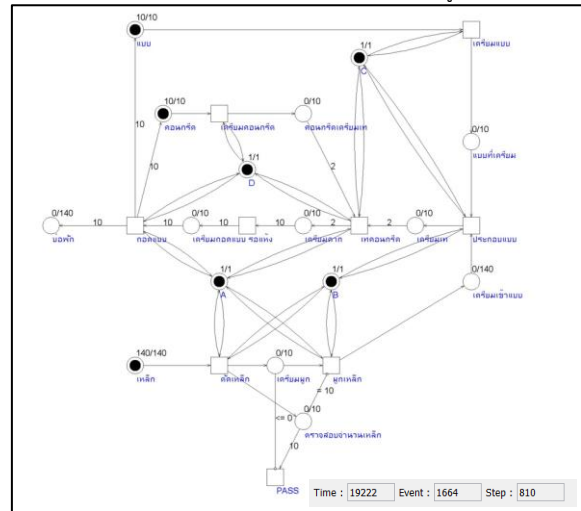 10/10
แบบ
เตรียมแบบ
1/1
C
10/10
คอนกรีต
เตรียมคอนกรีต
0/10
คอนกรีตเตรียมเท
10
10
1/1
D
2
0/10
แบบที่เตรียม
0/140
บ่อพัก
10
ถอดแบบ
10
0/10
เตรียมถอดแบบ
10
รอแห้ง
10
0/10
2
เทคอนกรีต
2
0/10
เตรียมเท
ประกอบแบบ
1/1
A
1/1
B
0/140
เตรียมเข้าแบบ
140/140
เหล็ก
ตัดเหล็ก
0/10
เตรียมผูก
ผูกเหล็ก
= 10
<= 0
0/10
ตรวจสอบจำนวนเหล็ก
10
PASS
Time : 19222 Event : 1664 Step : 810